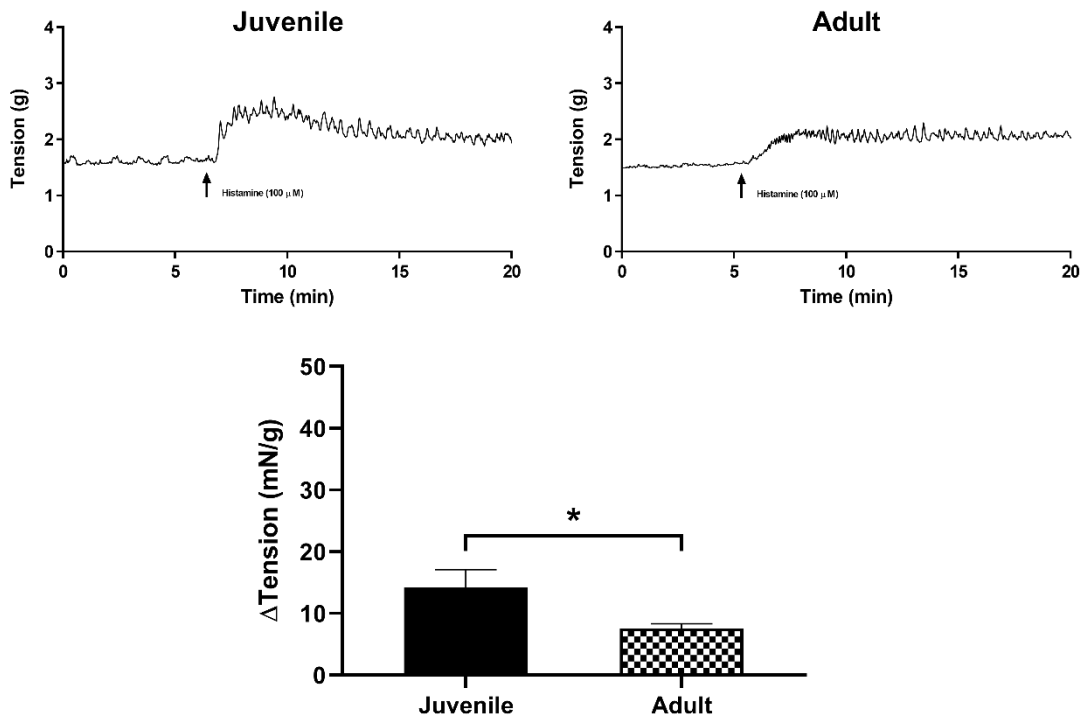 Juvenile
4
3
2
1
0
Tension (g)
Histamine (100 μM)
0 5 10 15 20
Time (min)
Adult
4
3
2
1
0
Tension (g)
Histamine (100 μM)
0 5 10 15 20
Time (min)
50
40
30
20
10
0
ΔTension (mN/g)
*
Juvenile Adult